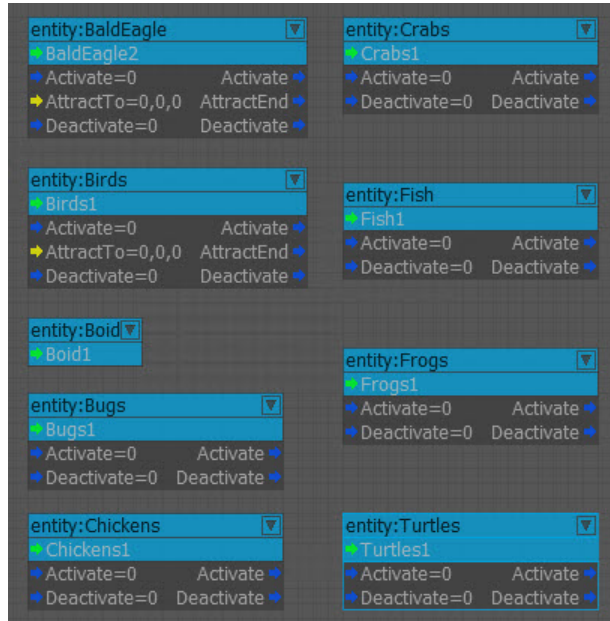 entity:BaldEagle
BaldEagle2
Activate=0 Activate
AttractTo=0,0,0 AttractEnd
Deactivate=0 Deactivate
entity:Birds
Birds1
Activate=0 Activate
AttractTo=0,0,0 AttractEnd
Deactivate=0 Deactivate
entity:Boid
Boid1
entity:Bugs
Bugs1
Activate=0 Activate
Deactivate=0 Deactivate
entity:Chickens
Chickens1
Activate=0 Activate
Deactivate=0 Deactivate
entity:Crabs
Crabs1
Activate=0 Activate
Deactivate=0 Deactivate
entity:Fish
Fish1
Activate=0 Activate
Deactivate=0 Deactivate
entity:Frogs
Frogs1
Activate=0 Activate
Deactivate=0 Deactivate
entity:Turtles
Turtles1
Activate=0 Activate
Deactivate=0 Deactivate